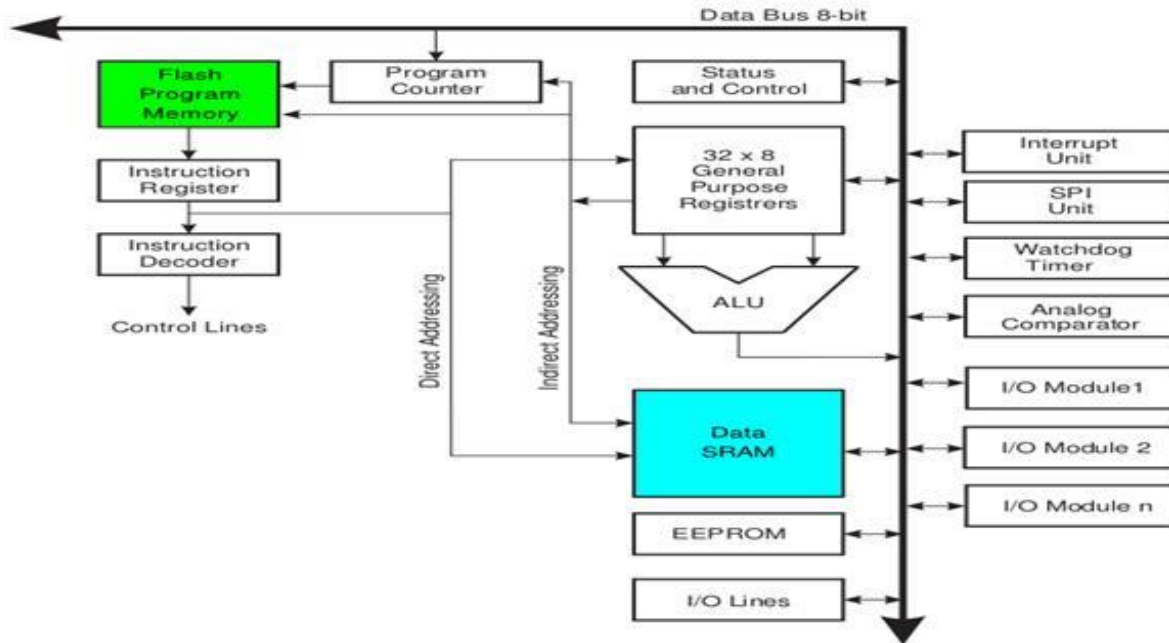 Data Bus 8-bit
Flash
Program
Memory
Program
Counter
Status
and Control
Instruction
Register
32 x 8
General
Purpose
Registrers
Interrupt
Unit
SPI
Unit
Instruction
Decoder
Watchdog
Timer
ALU
Control Lines
Direct Addressing
Indirect Addressing
Analog
Comparator
I/O Module1
Data
SRAM
I/O Module 2
I/O Module n
EEPROM
I/O Lines